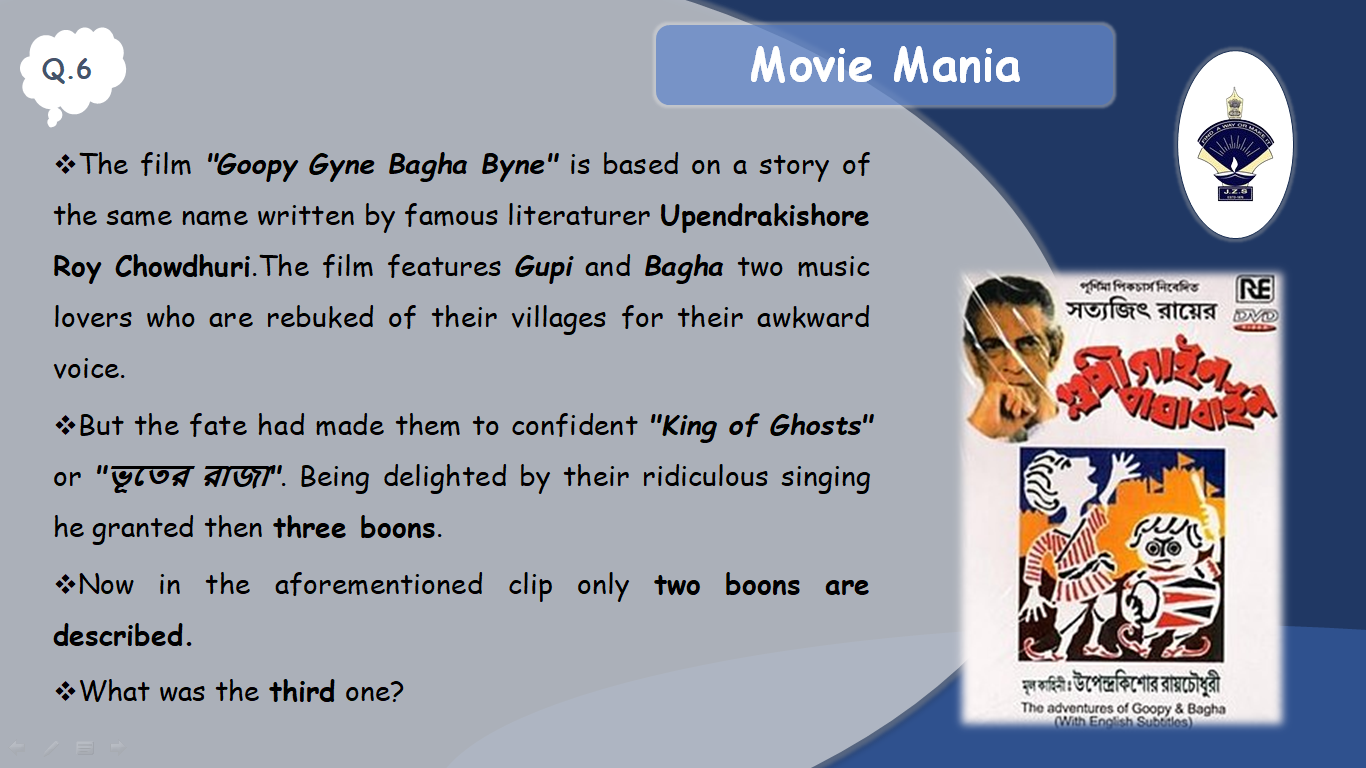 Q.6
Movie Mania
❖The film "Goopy Gyne Bagha Byne" is based on a story of
the same name written by famous literaturer Upendrakishore
Roy Chowdhuri.The film features Gupi and Bagha two music
lovers who are rebuked of their villages for their awkward
voice.
❖But the fate had made them to confident "King of Ghosts"
or "ভূতের রাজা". Being delighted by their ridiculous singing
he granted then three boons.
❖Now in the aforementioned clip only two boons are
described.
❖What was the third one?
FIND A WAY OR MAKE IT
J.Z.S
পূর্ণিমা পিকচার্স নিবেদিত
সত্যজিৎ রায়ের
DVD
VIDEO
গুপী গাইন
বাঘা বাইন
মূল কাহিনী : উপেন্দ্রকিশোর রায়চৌধুরী
The adventures of Goopy & Bagha
(With English Subtitles)